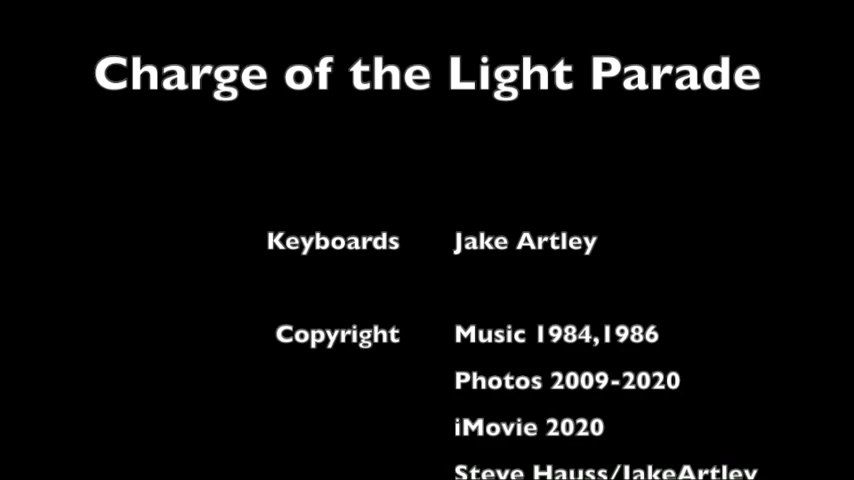 Charge of the Light Parade
Keyboards Jake Artley
Copyright Music 1984,1986
Photos 2009-2020
iMovie 2020
Steve Hauss/JakeArtley